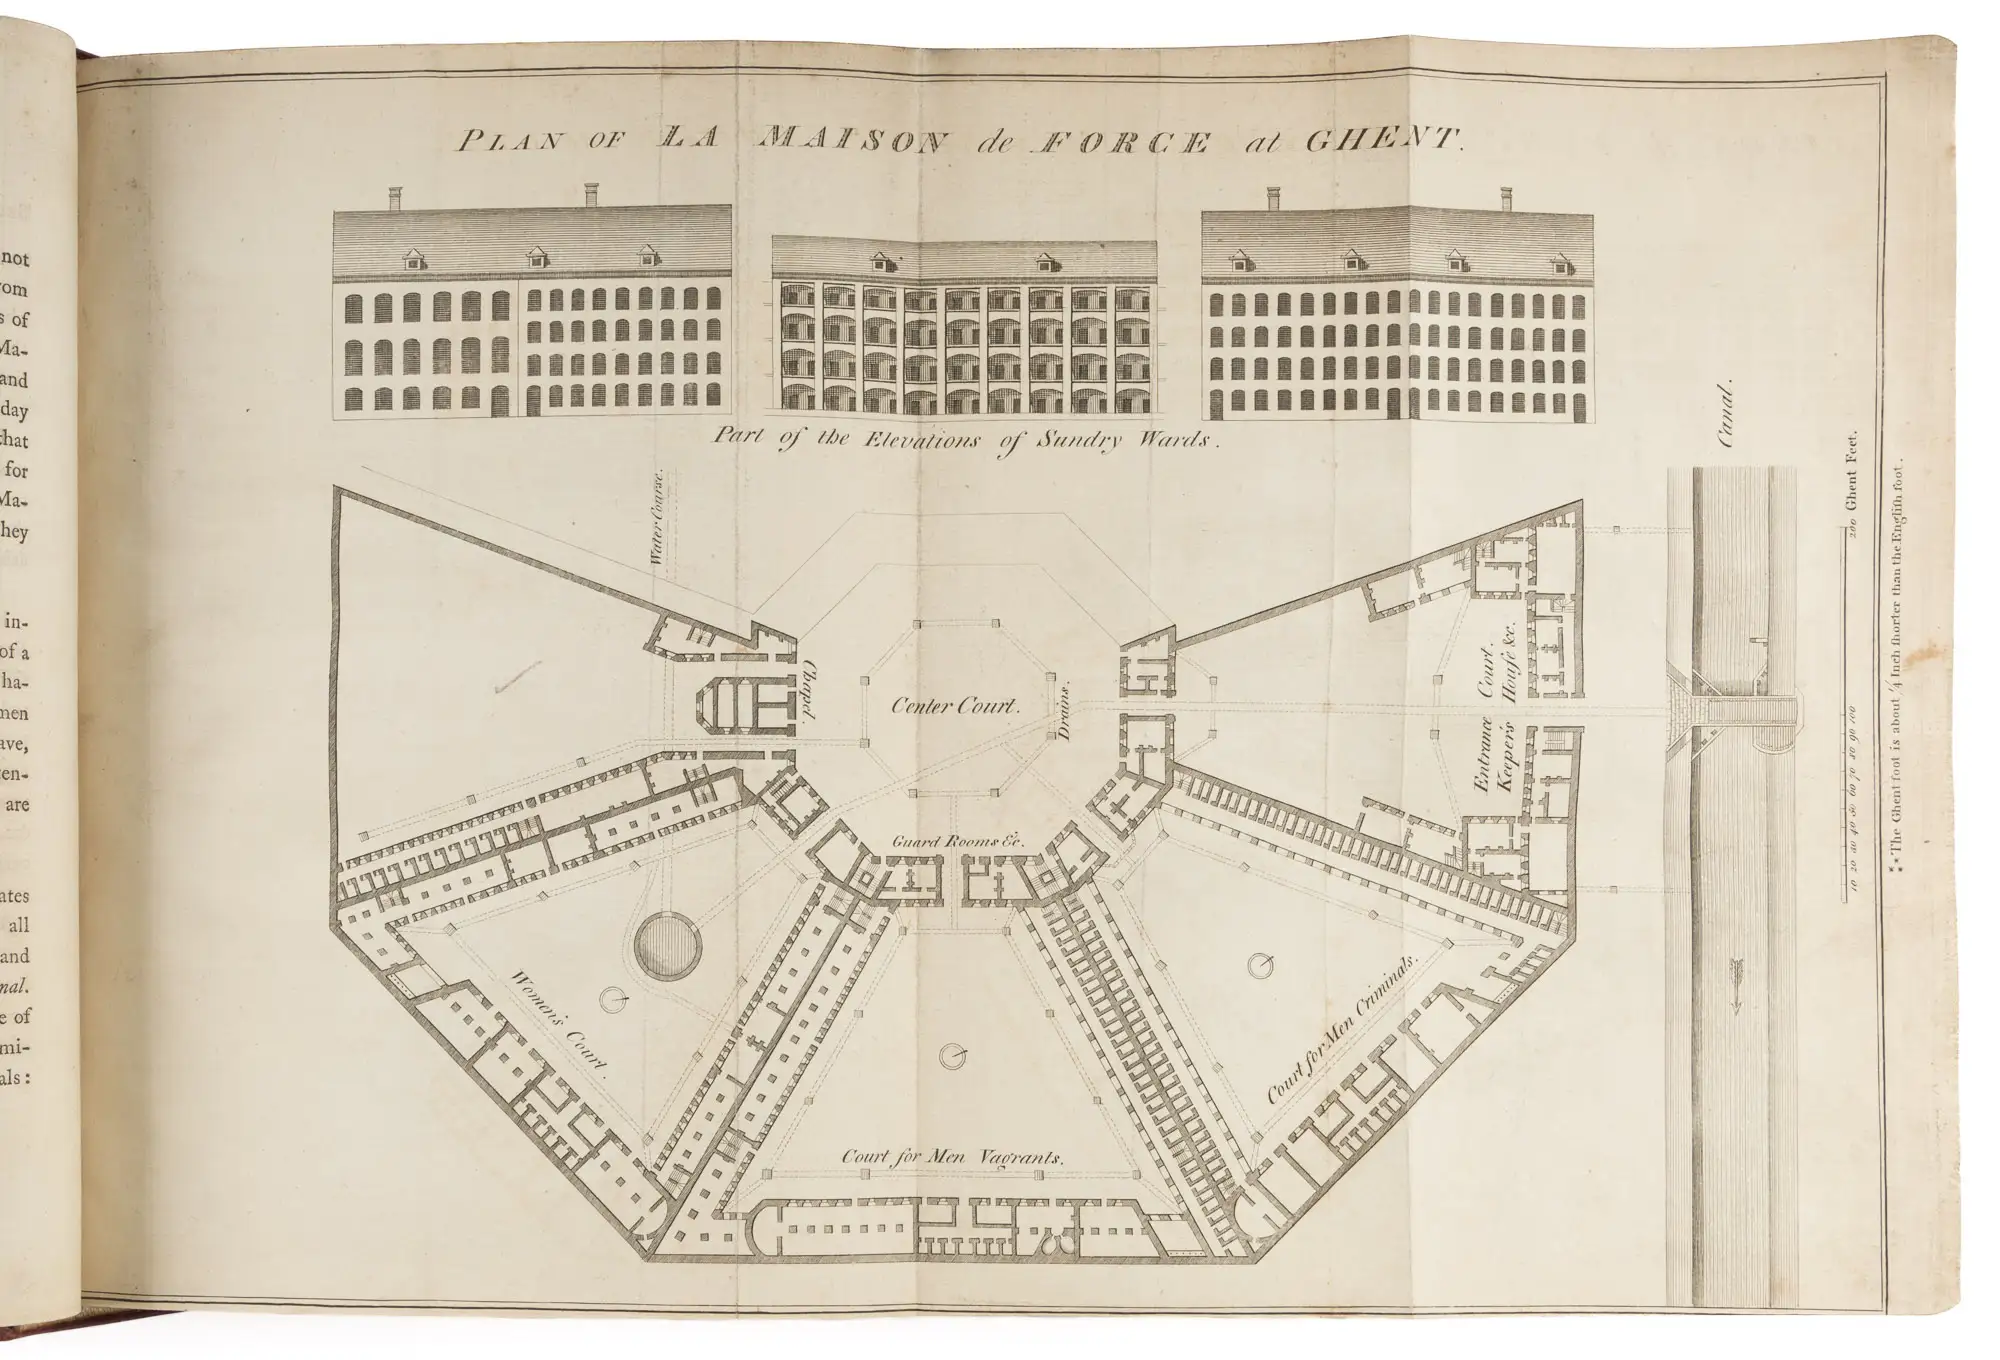 not
om
s of
Ma-
and
day
that
for
Ma-
they
in-
of a
ha-
men
ave,
ten-
are
ates
all
and
nal.
e of
mi-
als:
PLAN OF LA MAISON de FORCE at GHENT.
Part of the Elevations of Sundry Wards.
Canal.
Water Course.
200 Ghent Feet.
10 20 30 40 50 60 70 80 90 100
**The Ghent foot is about 1/4 Inch ſhorter than the Engliſh foot.
Chapel.
Center Court.
Drains.
Entrance Court.
Keeper's Houſe &c.
Guard Rooms &c.
Women's Court.
Court for Men Criminals.
Court for Men Vagrants.